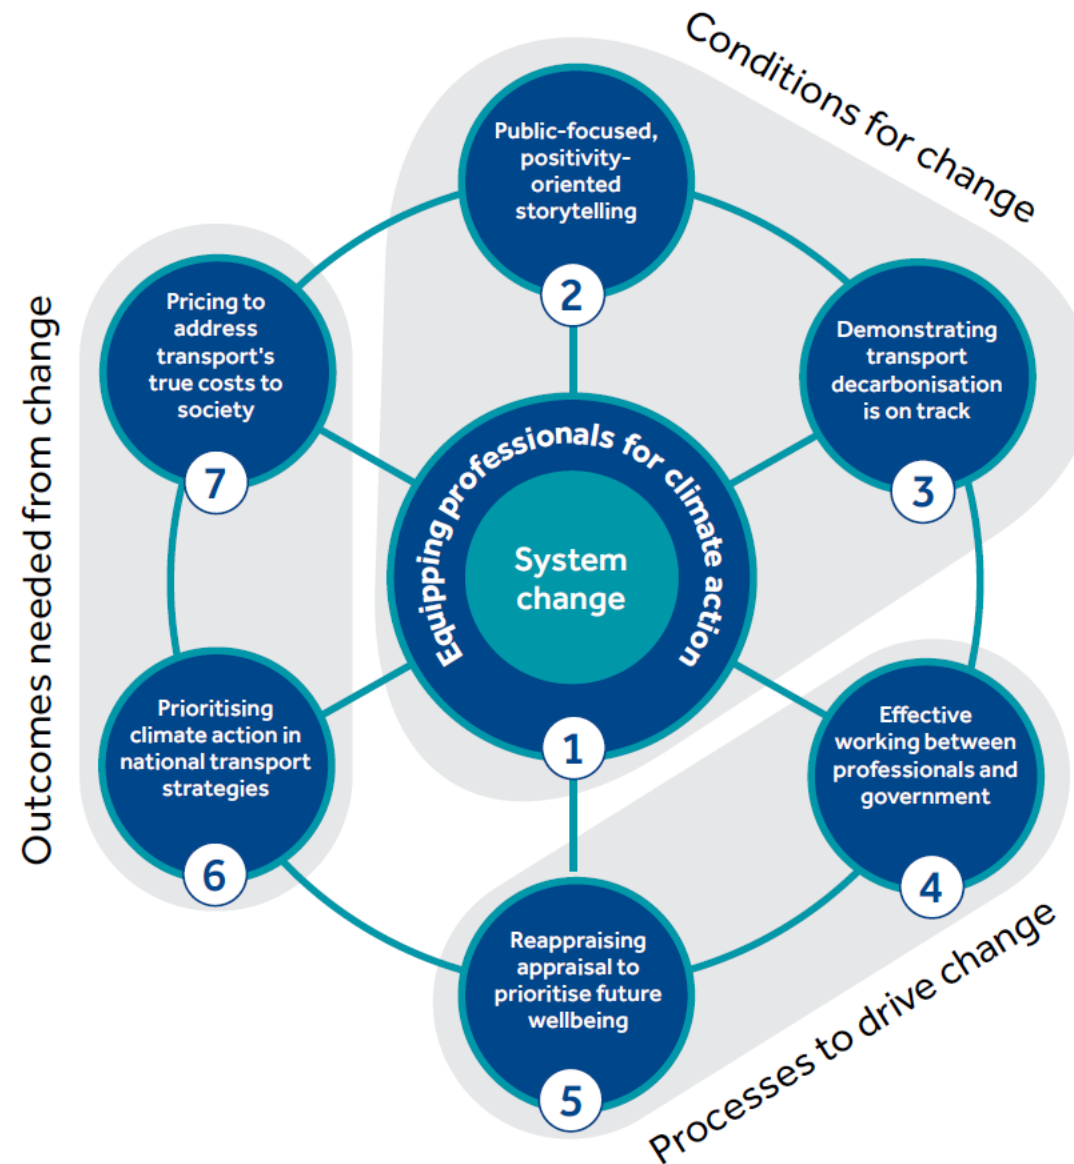 Conditions for change
Public-focused,
positivity-
oriented
storytelling
2
Demonstrating
transport
decarbonisation
is on track
3
Equipping professionals for climate action
System
change
1
Effective
working between
professionals and
government
4
Reappraising
appraisal to
prioritise future
wellbeing
5
Processes to drive change
Prioritising
climate action in
national transport
strategies
6
Pricing to
address
transport's
true costs to
society
7
Outcomes needed from change